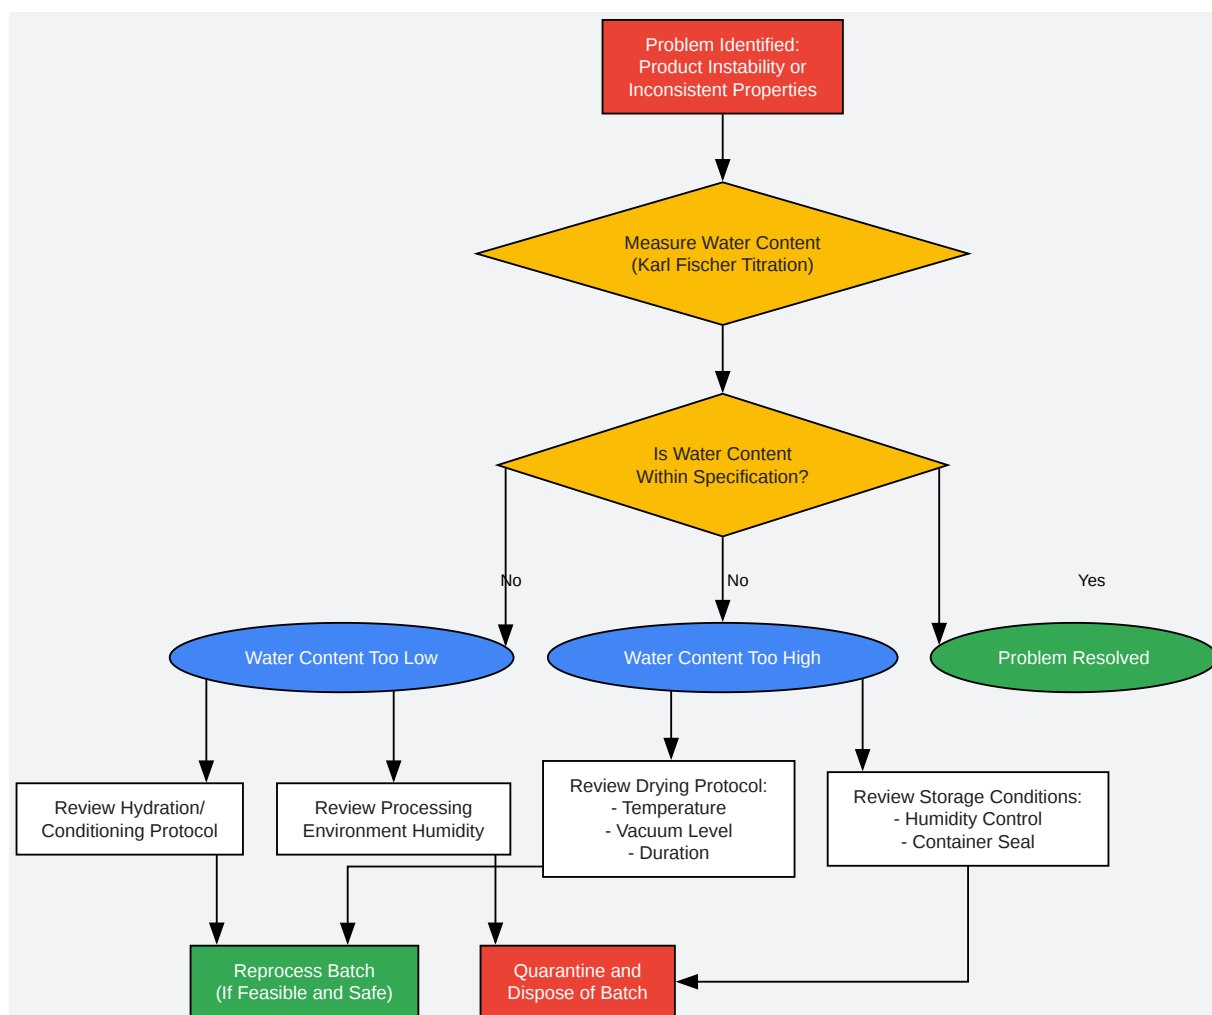 Problem Identified:
Product Instability or
Inconsistent Properties
Measure Water Content
(Karl Fischer Titration)
Is Water Content
Within Specification?
No
No
Yes
Water Content Too Low
Water Content Too High
Problem Resolved
Review Hydration/
Conditioning Protocol
Review Processing
Environment Humidity
Review Drying Protocol:
- Temperature
- Vacuum Level
- Duration
Review Storage Conditions:
- Humidity Control
- Container Seal
Reprocess Batch
(If Feasible and Safe)
Quarantine and
Dispose of Batch